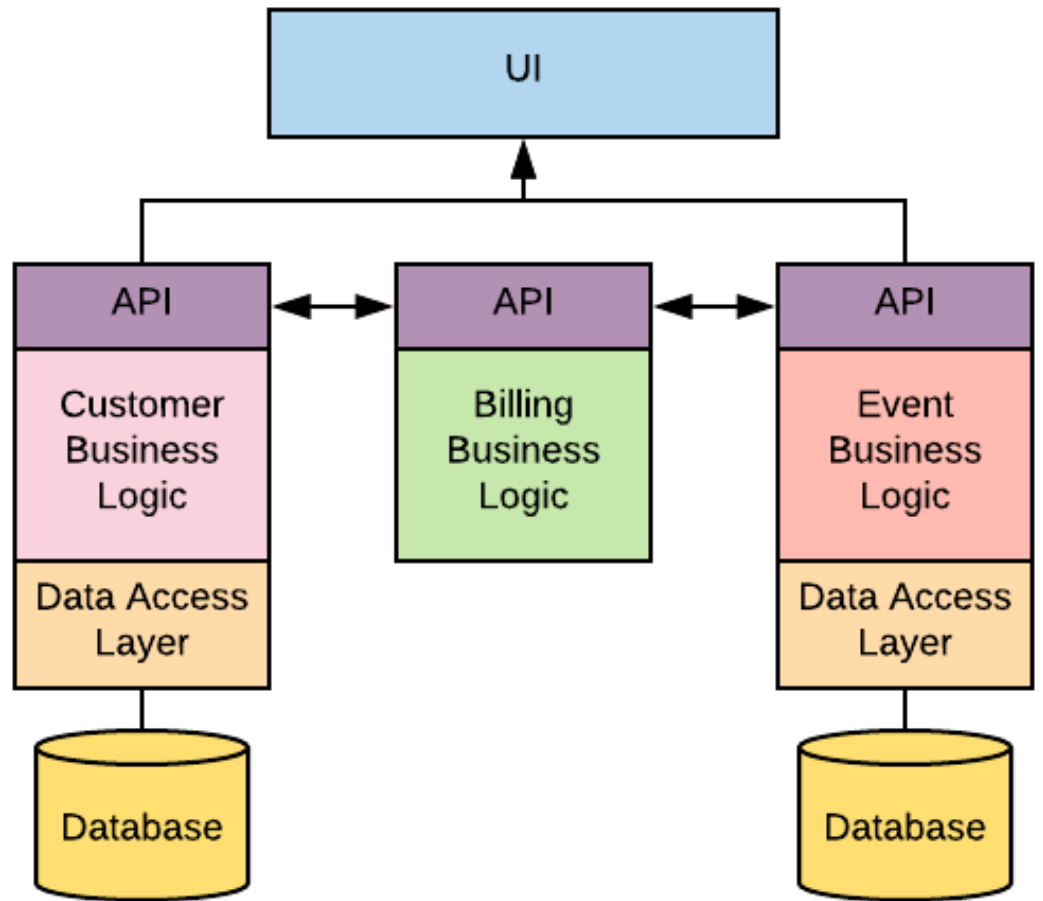 UI
API
API
API
Customer
Business
Logic
Billing
Business
Logic
Event
Business
Logic
Data Access
Layer
Data Access
Layer
Database
Database